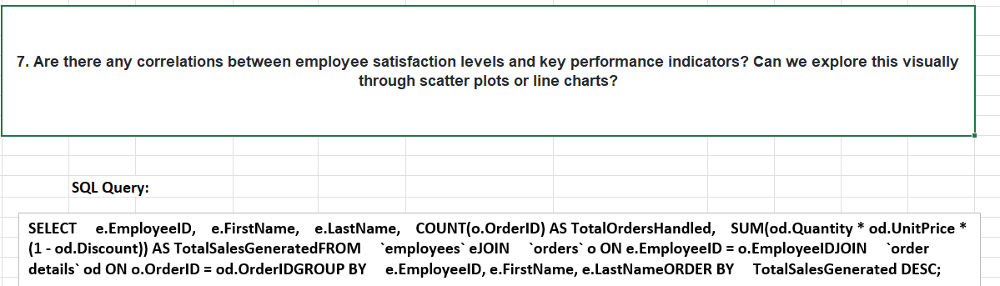 7. Are there any correlations between employee satisfaction levels and key performance indicators? Can we explore this visually
through scatter plots or line charts?
SQL Query:
SELECT e.EmployeeID, e.FirstName, e.LastName, COUNT(o.OrderID) AS TotalOrdersHandled, SUM(od.Quantity * od.UnitPrice *
(1 - od.Discount)) AS TotalSalesGeneratedFROM `employees` eJOIN `orders` o ON e.EmployeeID = o.EmployeeIDJOIN `order
details` od ON o.OrderID = od.OrderIDGROUP BY e.EmployeeID, e.FirstName, e.LastNameORDER BY TotalSalesGenerated DESC;